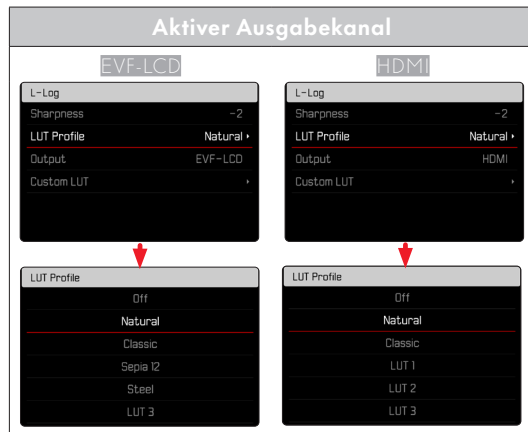 Aktiver Ausgabekanal
EVF-LCD
L-Log
Sharpness -2
LUT Profile Natural
Output EVF-LCD
Custom LUT
LUT Profile
Off
Natural
Classic
Sepia 12
Steel
LUT 3
HDMI
L-Log
Sharpness -2
LUT Profile Natural
Output HDMI
Custom LUT
LUT Profile
Off
Natural
Classic
LUT 1
LUT 2
LUT 3